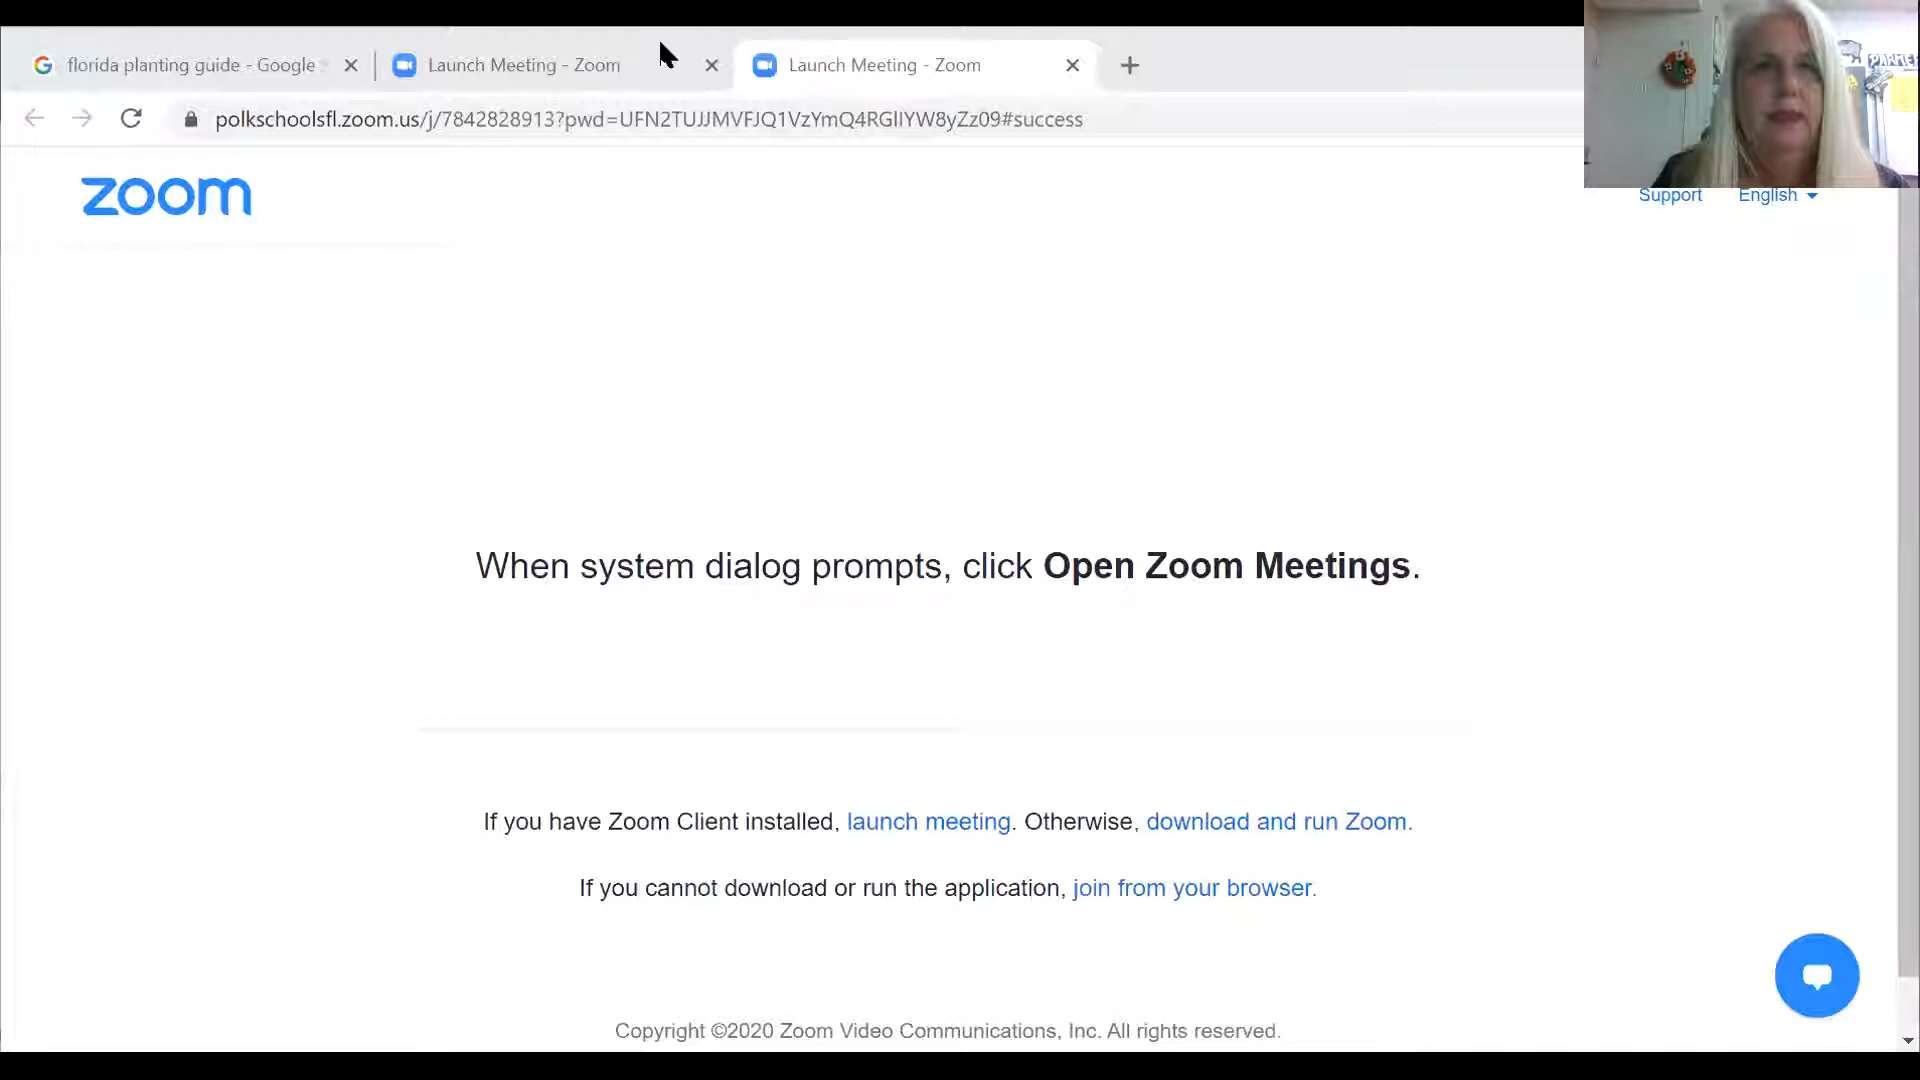 florida planting guide - Google
Launch Meeting - Zoom
Launch Meeting - Zoom
polkschoolsfl.zoom.us/j/7842828913?pwd=UFN2TUJJMVFJQ1VzYmQ4RGlIYW8yZz09#success
zoom
Support
English
When system dialog prompts, click Open Zoom Meetings.
If you have Zoom Client installed, launch meeting. Otherwise, download and run Zoom.
If you cannot download or run the application, join from your browser.
Copyright ©2020 Zoom Video Communications, Inc. All rights reserved.